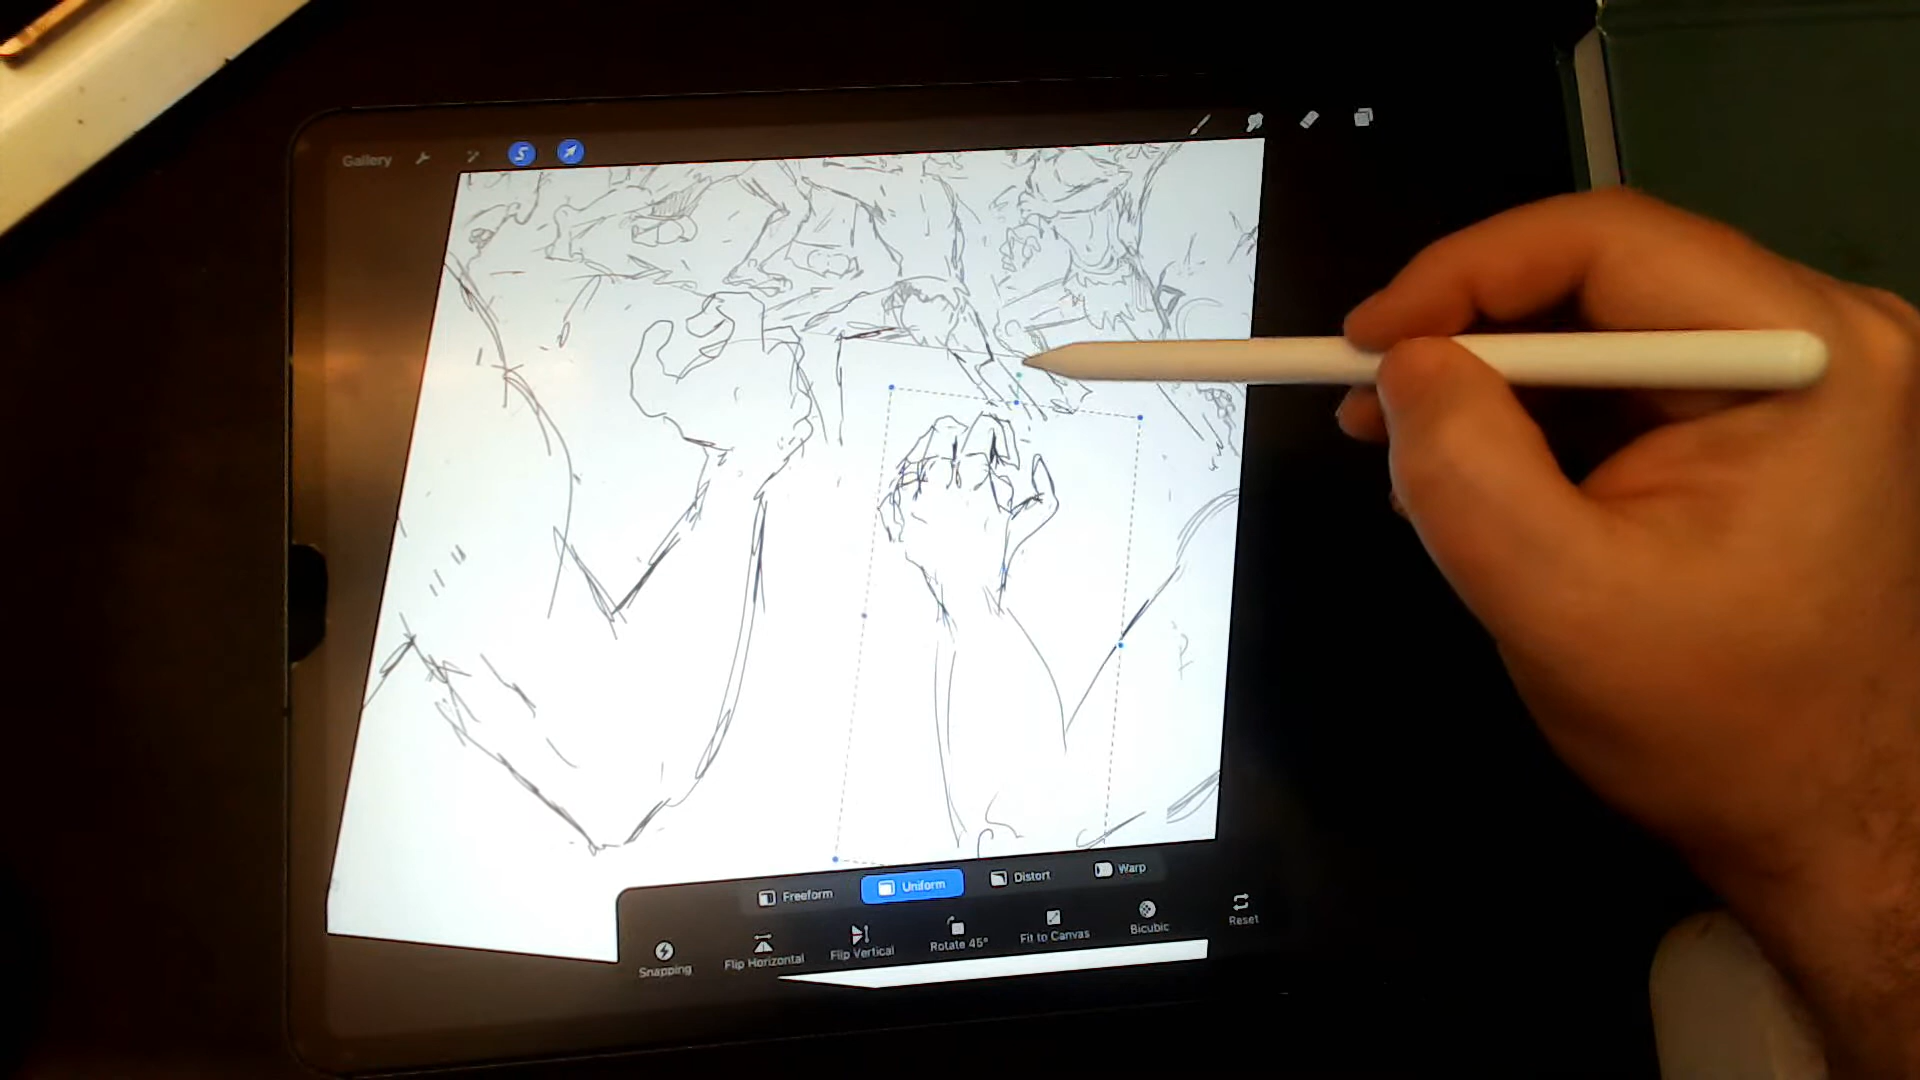 Gallery
S
Freeform Uniform Distort Warp
Snapping Flip Horizontal Flip Vertical Rotate 45° Fit to Canvas Bicubic Reset